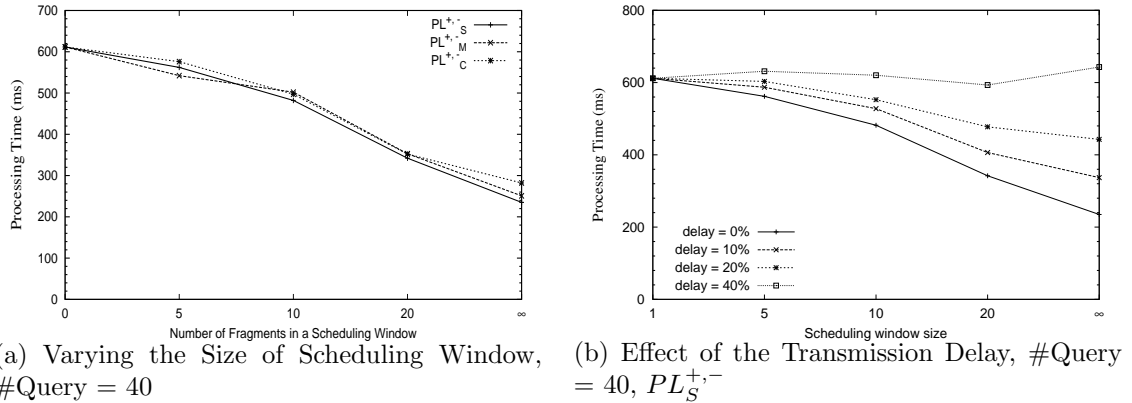 700
600
500
400
300
200
100
0
Processing Time (ms)
PL+,-S
PL+,-M
PL+,-C
0 5 10 20 ∞
Number of Fragments in a Scheduling Window
800
600
400
200
0
Processing Time (ms)
delay = 0%
delay = 10%
delay = 20%
delay = 40%
1 5 10 20 ∞
Scheduling window size
a) Varying the Size of Scheduling Window,
#Query = 40
(b) Effect of the Transmission Delay, #Query
= 40, PL+,-S